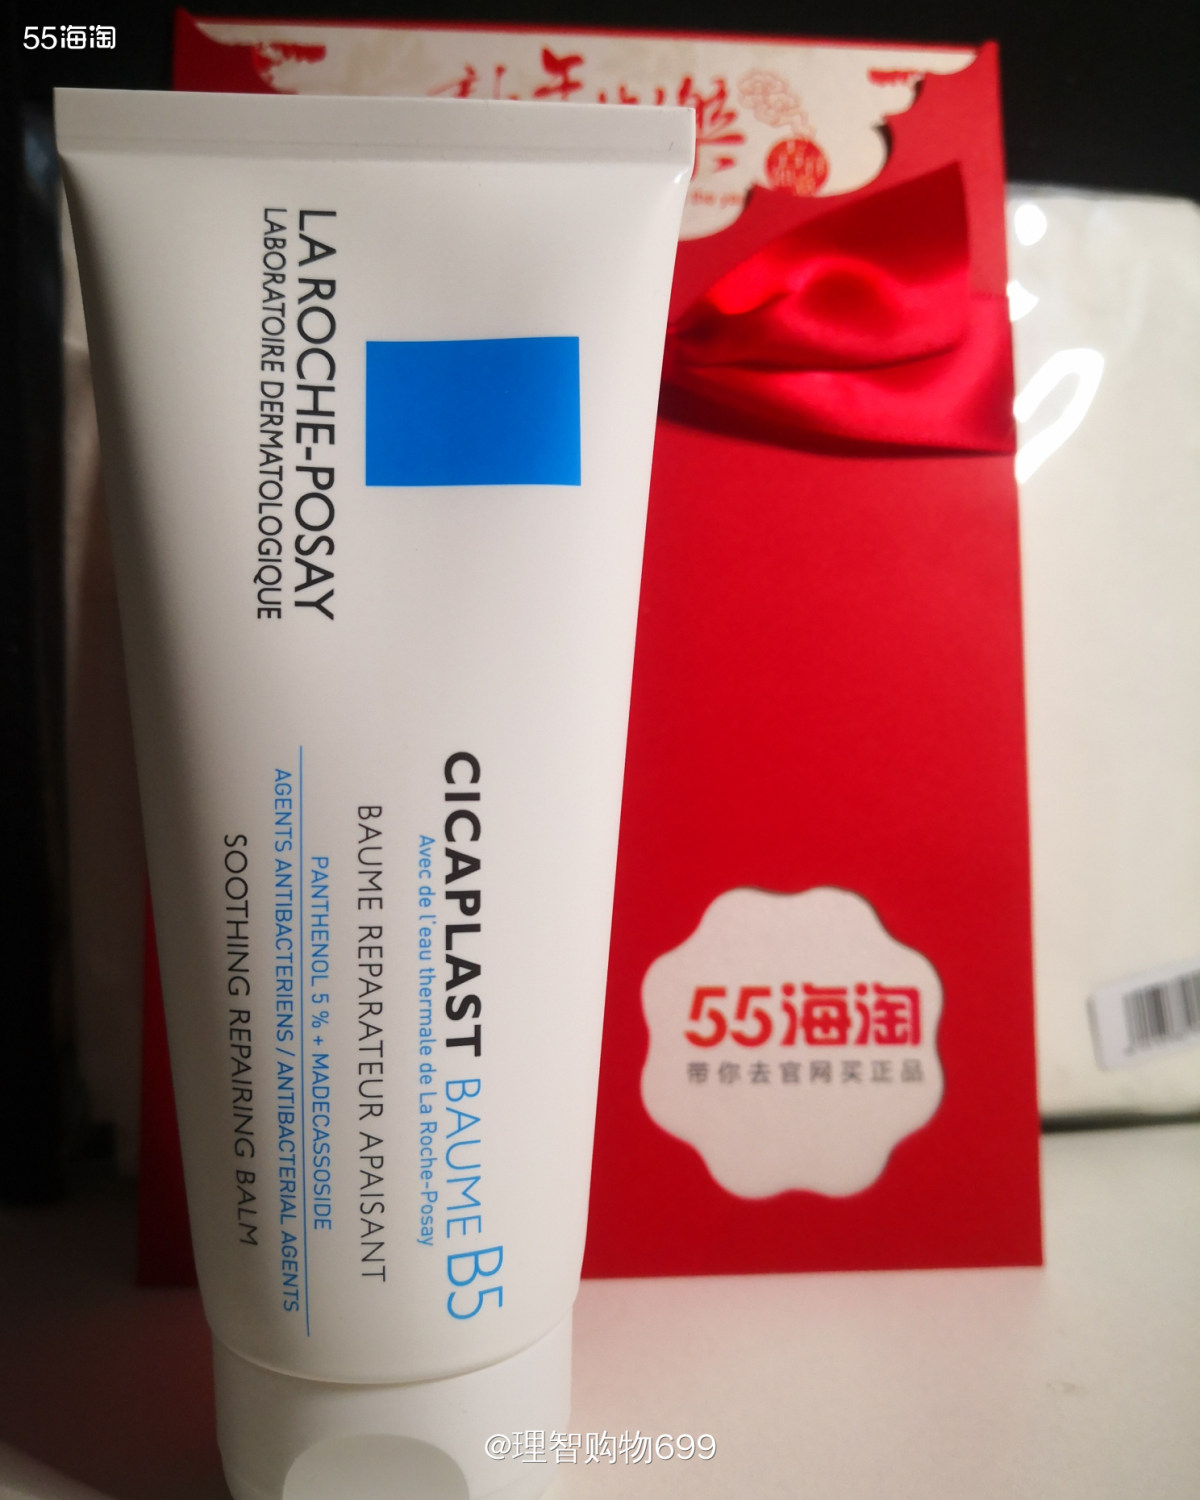 55海淘
LA ROCHE-POSAY
LABORATOIRE DERMATOLOGIQUE
CICAPLAST BAUME B5
Avec de l'eau thermale de La Roche-Posay
BAUME REPARATEUR APAISANT
PANTHENOL 5 % + MADECASSOSIDE
AGENTS ANTIBACTERIENS / ANTIBACTERIAL AGENTS
SOOTHING REPAIRING BALM
the
55海淘
带你去官网买正品
@理智购物699